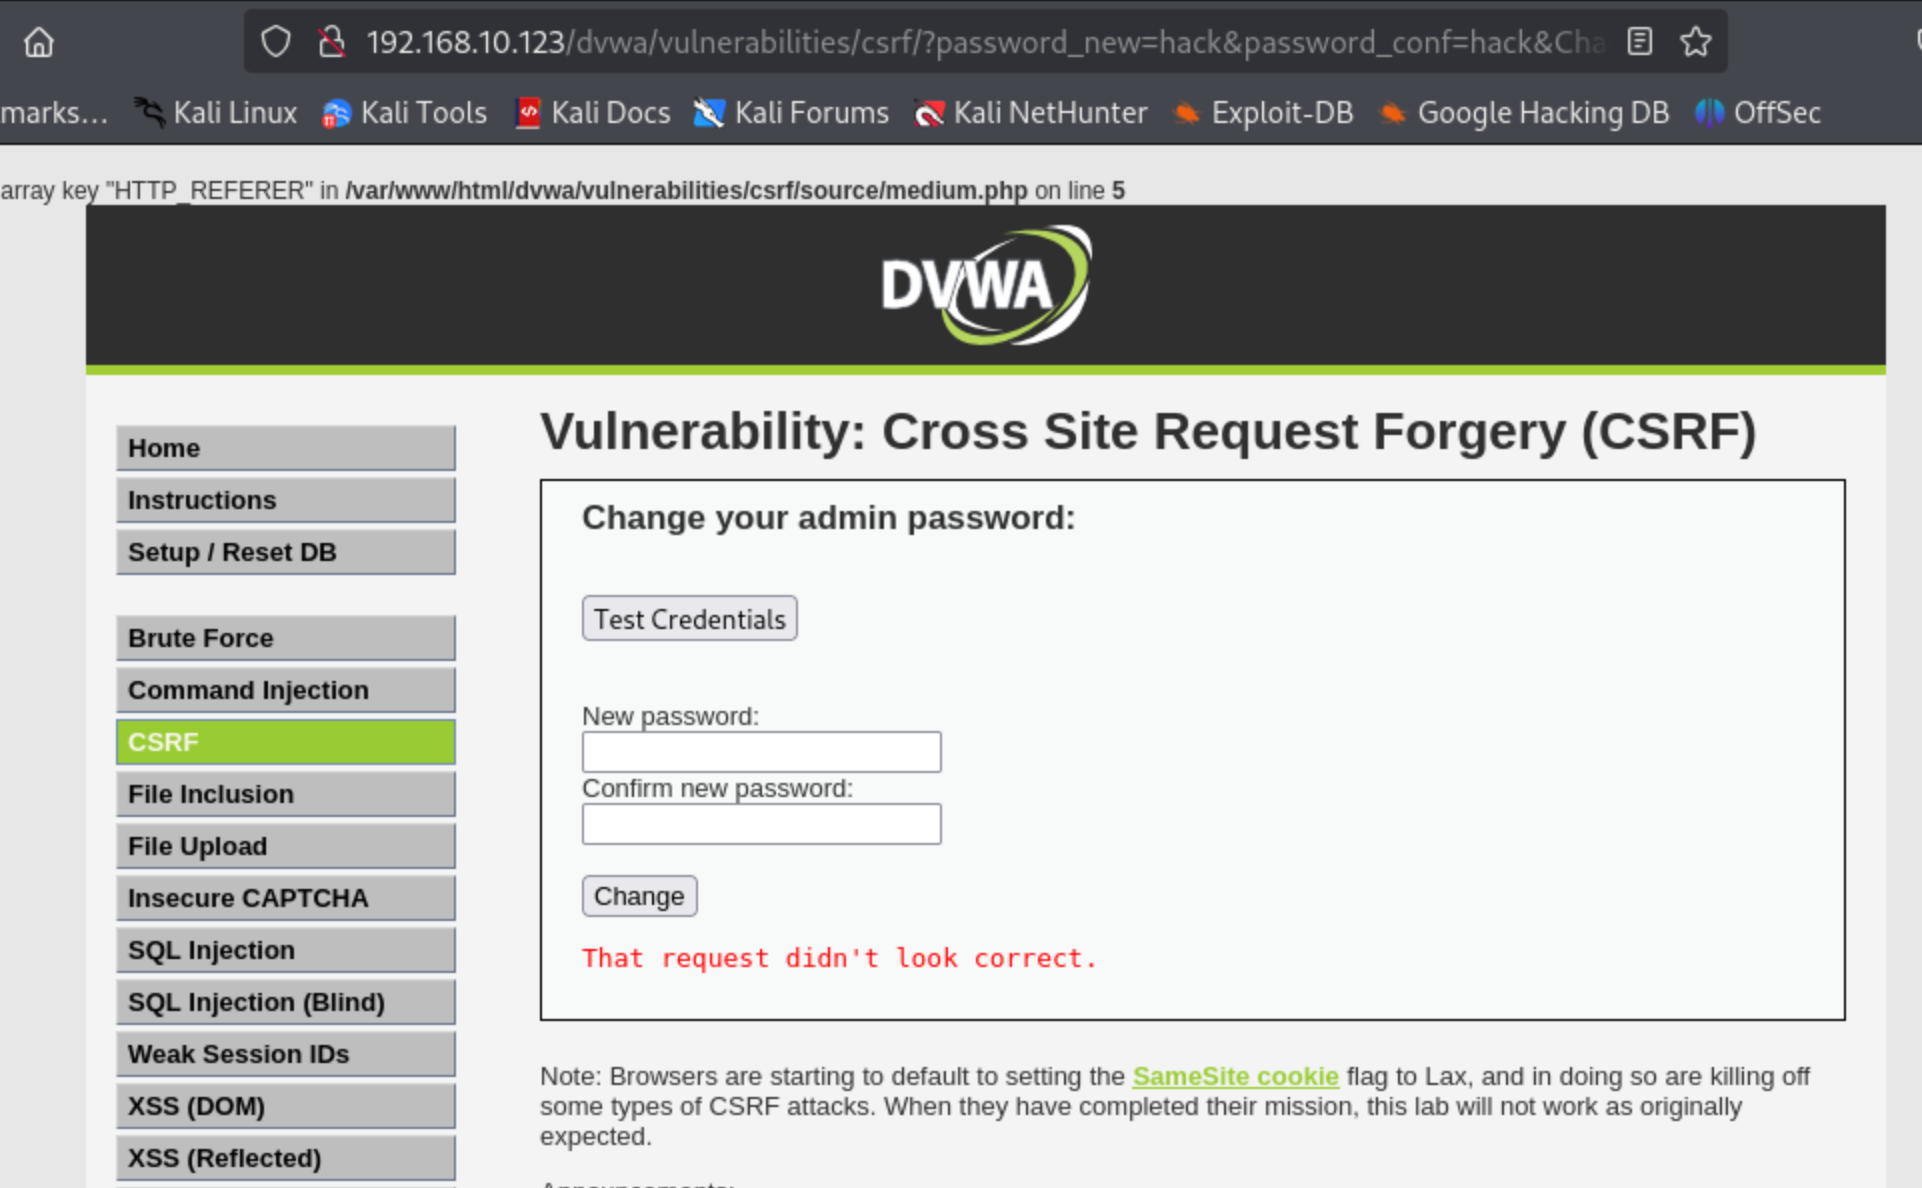 192.168.10.123/dvwa/vulnerabilities/csrf/?password_new=hack&password_conf=hack&Cha
marks… Kali Linux Kali Tools Kali Docs Kali Forums Kali NetHunter Exploit-DB Google Hacking DB OffSec
array key "HTTP_REFERER" in /var/www/html/dvwa/vulnerabilities/csrf/source/medium.php on line 5
DVWA
Home
Instructions
Setup / Reset DB
Brute Force
Command Injection
CSRF
File Inclusion
File Upload
Insecure CAPTCHA
SQL Injection
SQL Injection (Blind)
Weak Session IDs
XSS (DOM)
XSS (Reflected)
Vulnerability: Cross Site Request Forgery (CSRF)
Change your admin password:
Test Credentials
New password:
Confirm new password:
Change
That request didn't look correct.
Note: Browsers are starting to default to setting the SameSite cookie flag to Lax, and in doing so are killing off
some types of CSRF attacks. When they have completed their mission, this lab will not work as originally
expected.